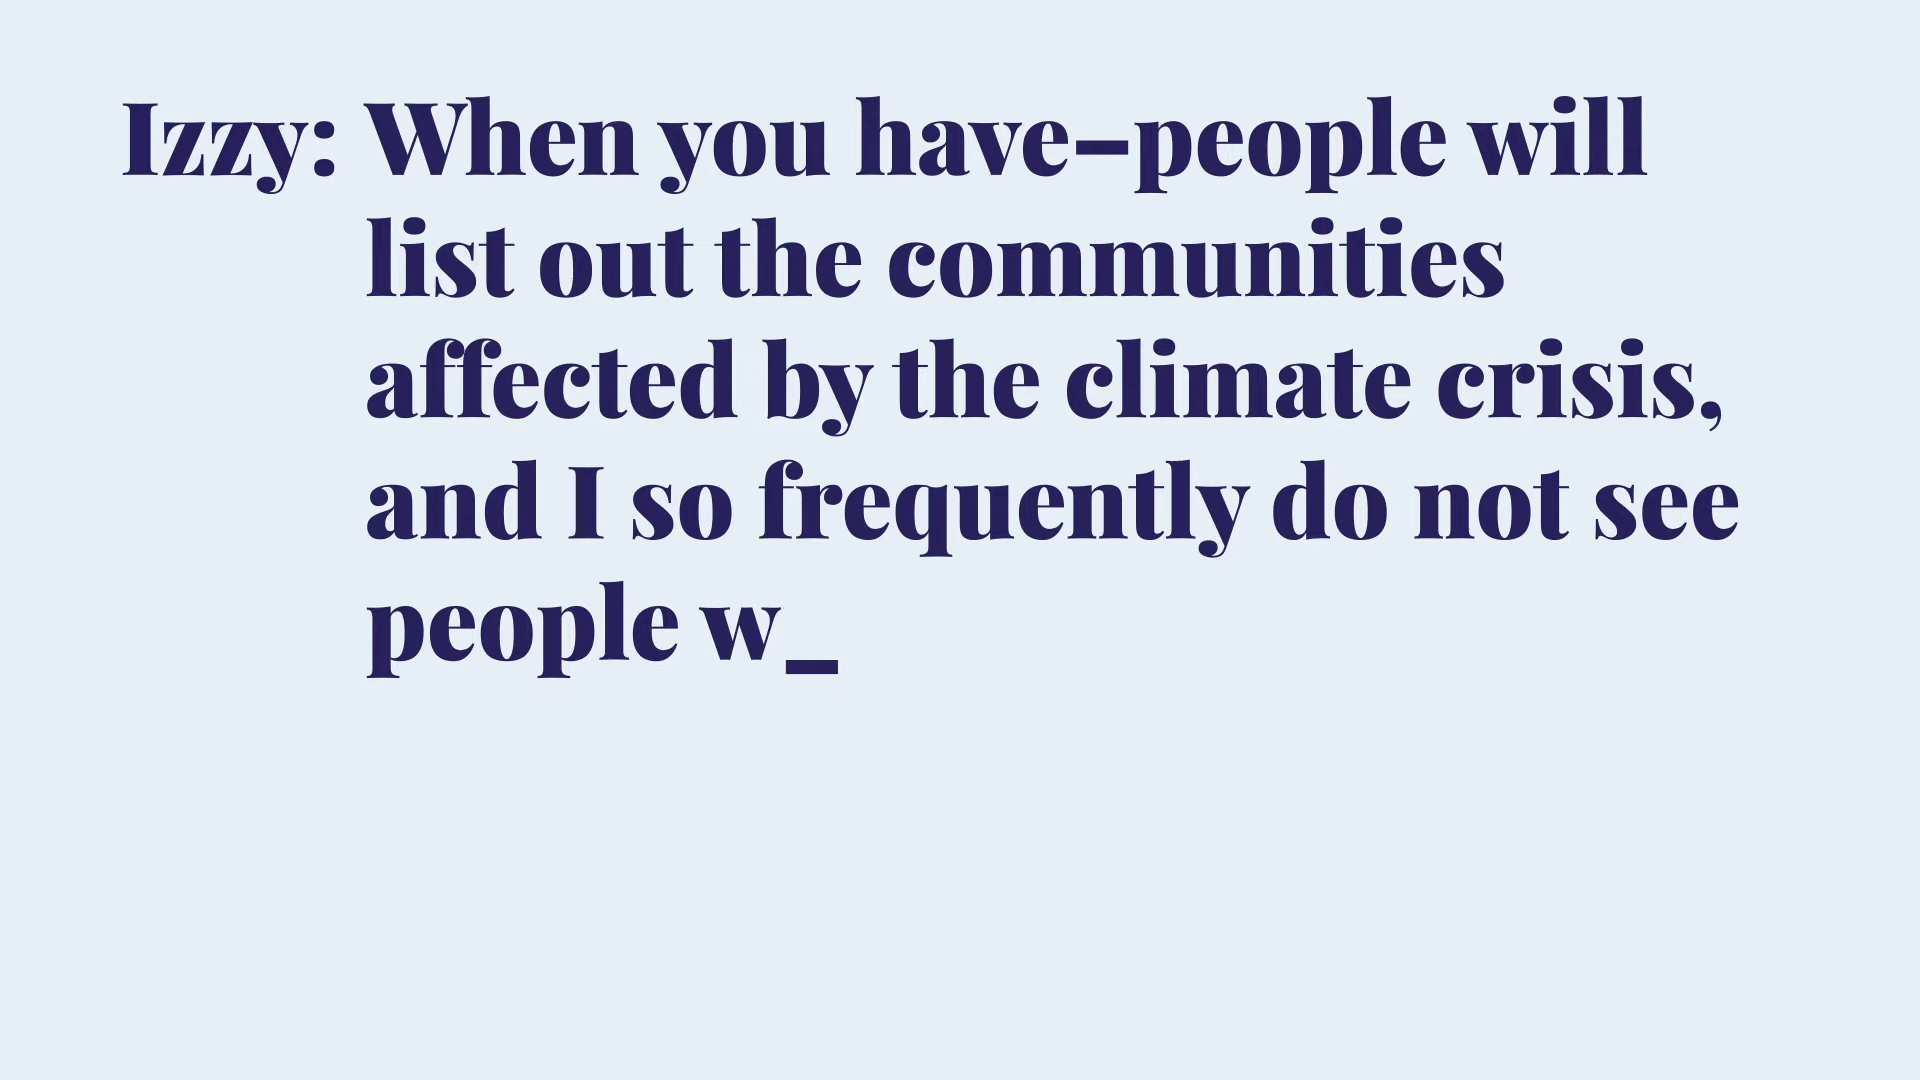 Izzy: When you have–people will
list out the communities
affected by the climate crisis,
and I so frequently do not see
people w_